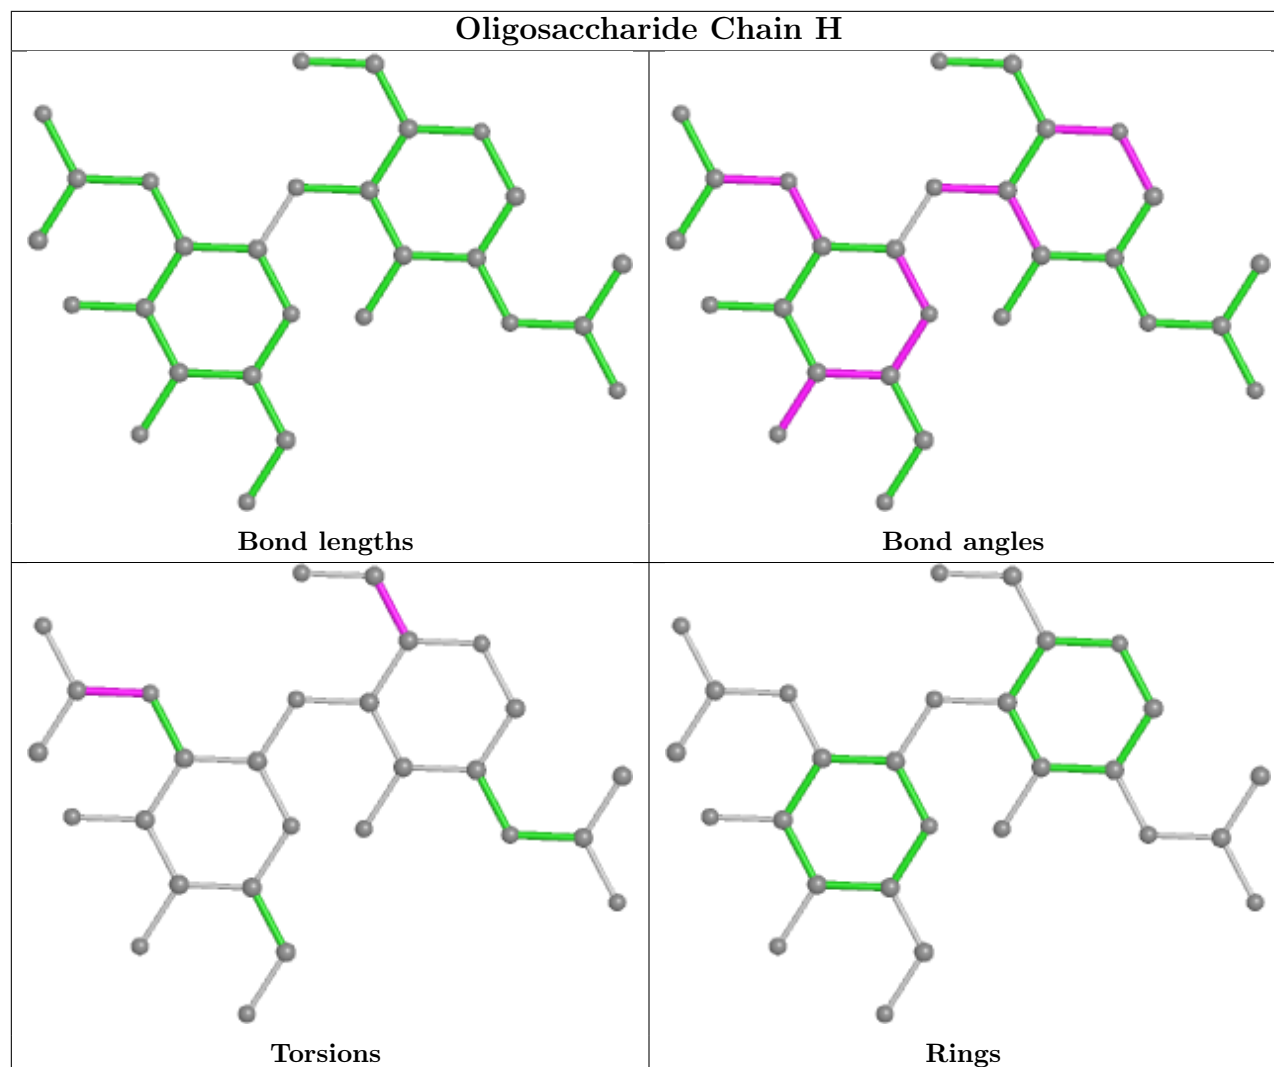 Oligosaccharide Chain H
Bond lengths
Bond angles
Torsions
Rings